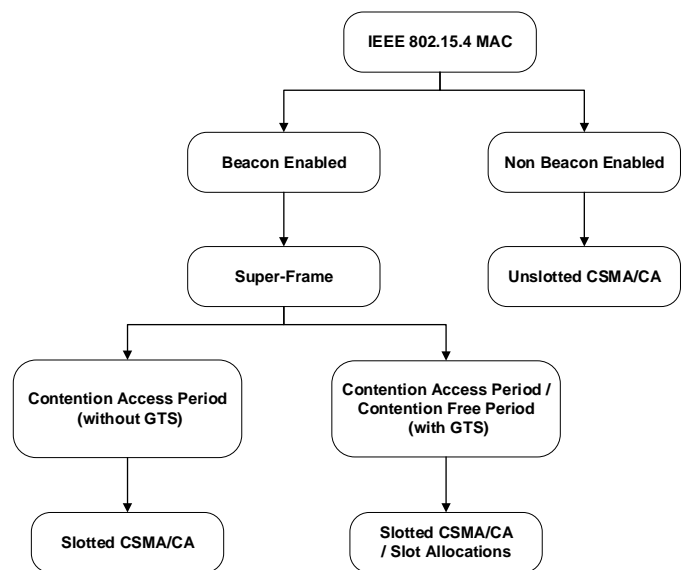 IEEE 802.15.4 MAC
Beacon Enabled
Non Beacon Enabled
Super-Frame
Unslotted CSMA/CA
Contention Access Period
(without GTS)
Contention Access Period /
Contention Free Period
(with GTS)
Slotted CSMA/CA
Slotted CSMA/CA
/ Slot Allocations